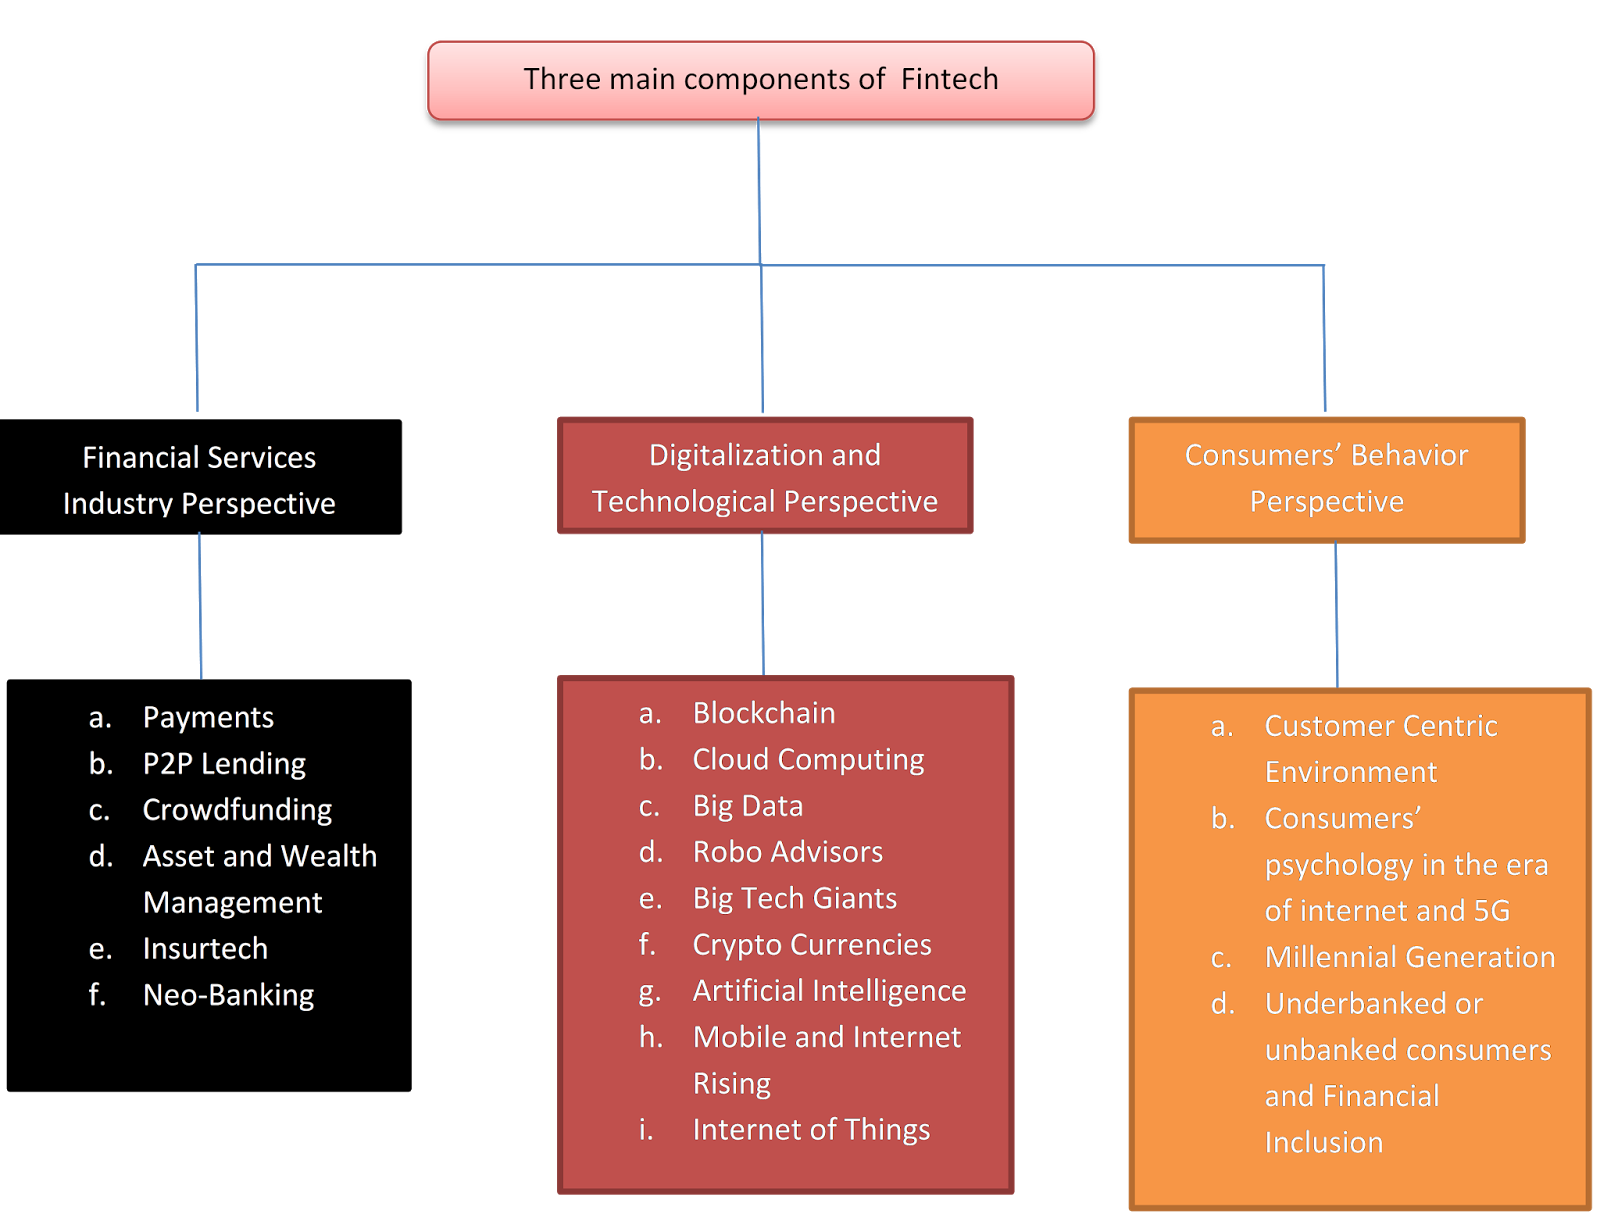 Three main components of Fintech
Financial Services
Industry Perspective
Digitalization and
Technological Perspective
Consumers’ Behavior
Perspective
a. Payments
b. P2P Lending
c. Crowdfunding
d. Asset and Wealth
Management
e. Insurtech
f. Neo-Banking
a. Blockchain
b. Cloud Computing
c. Big Data
d. Robo Advisors
e. Big Tech Giants
f. Crypto Currencies
g. Artificial Intelligence
h. Mobile and Internet
Rising
i. Internet of Things
a. Customer Centric
Environment
b. Consumers’
psychology in the era
of internet and 5G
c. Millennial Generation
d. Underbanked or
unbanked consumers
and Financial
Inclusion